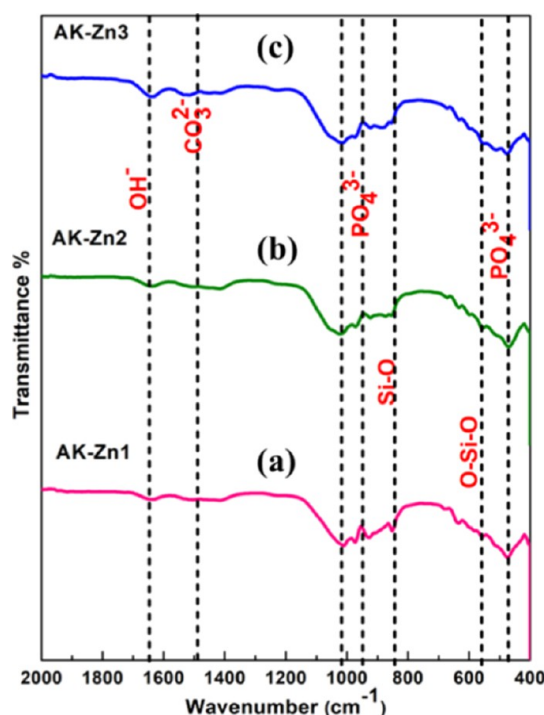 AK-Zn3
(c)
CO₃²⁻
OH⁻
PO₄³⁻
PO₄³⁻
AK-Zn2
(b)
Si-O
O-Si-O
AK-Zn1
(a)
Transmittance %
2000 1800 1600 1400 1200 1000 800 600 400
Wavenumber (cm⁻¹)